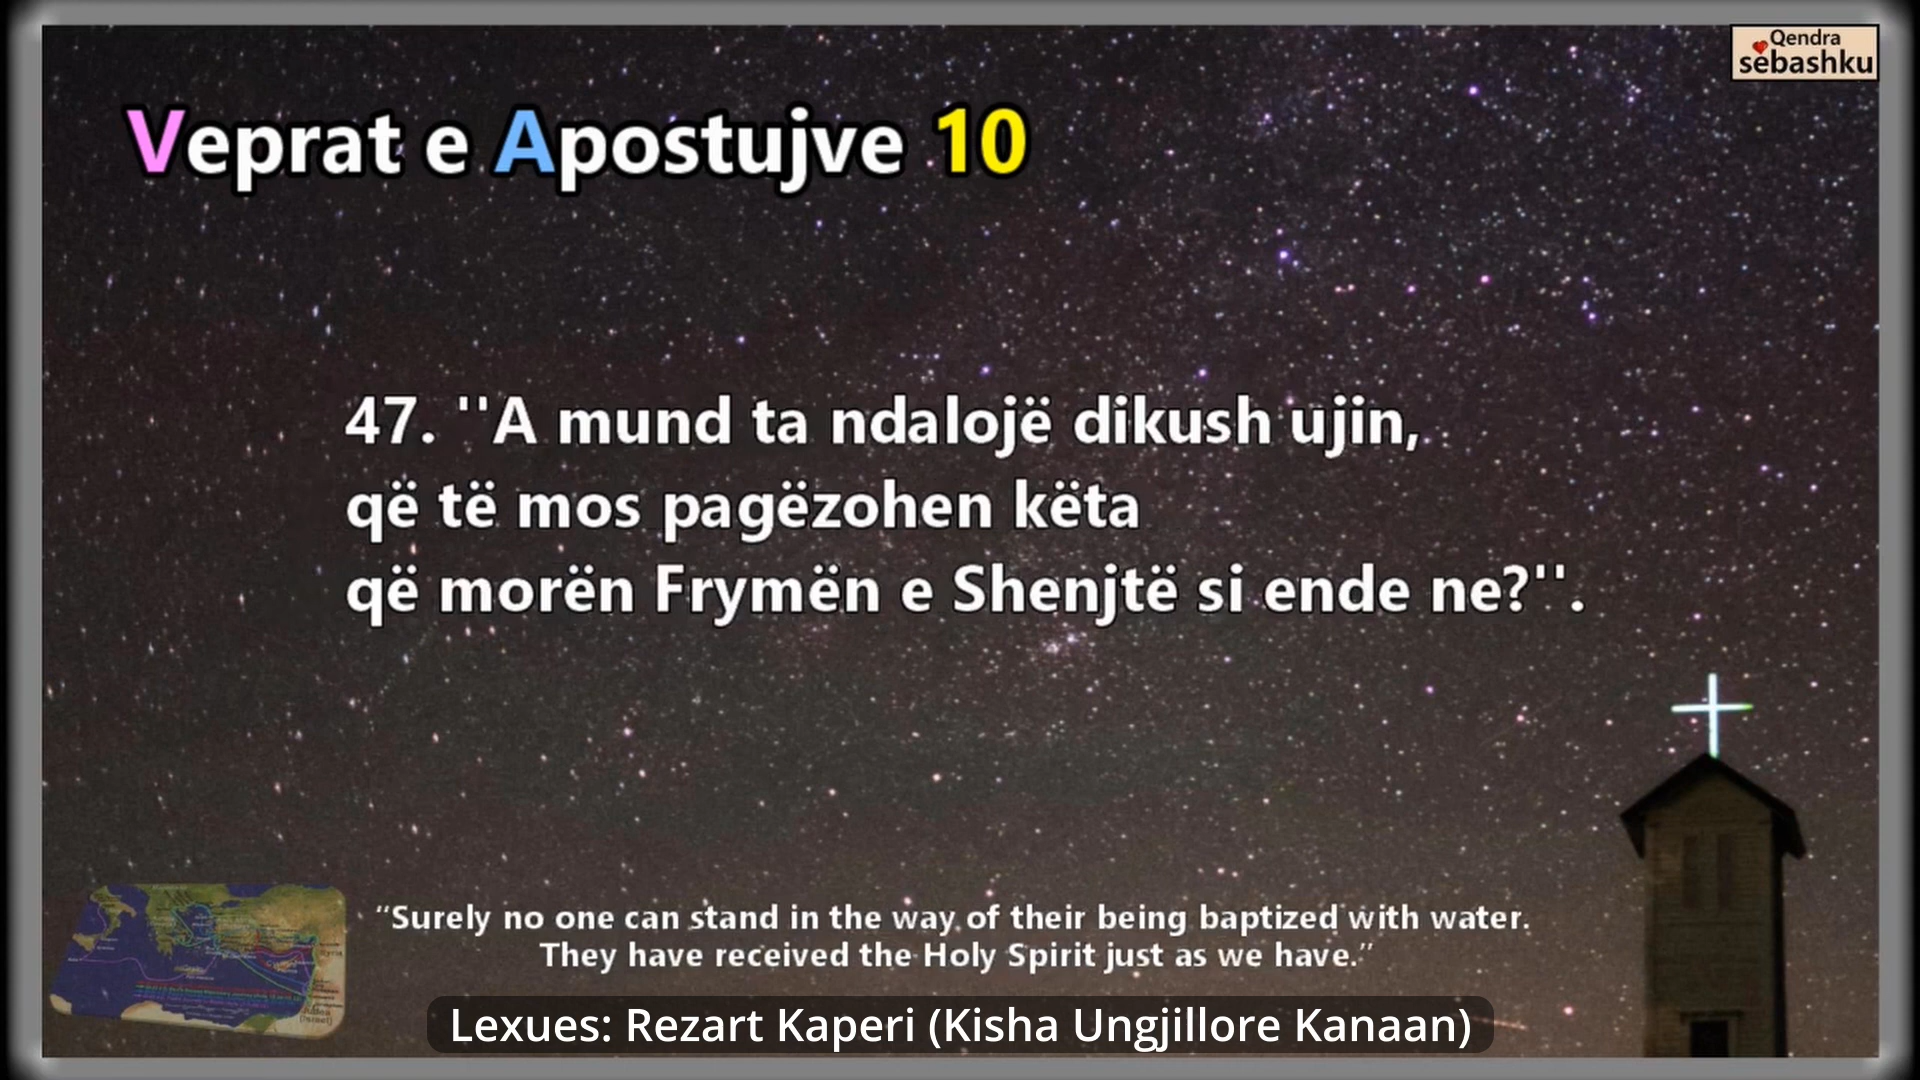 Qendra
sebashku
Veprat e Apostujve 10
47. ''A mund ta ndalojë dikush ujin,
që të mos pagëzohen këta
që morën Frymën e Shenjtë si ende ne?''.
“Surely no one can stand in the way of their being baptized with water.
They have received the Holy Spirit just as we have.”
Lexues: Rezart Kaperi (Kisha Ungjillore Kanaan)